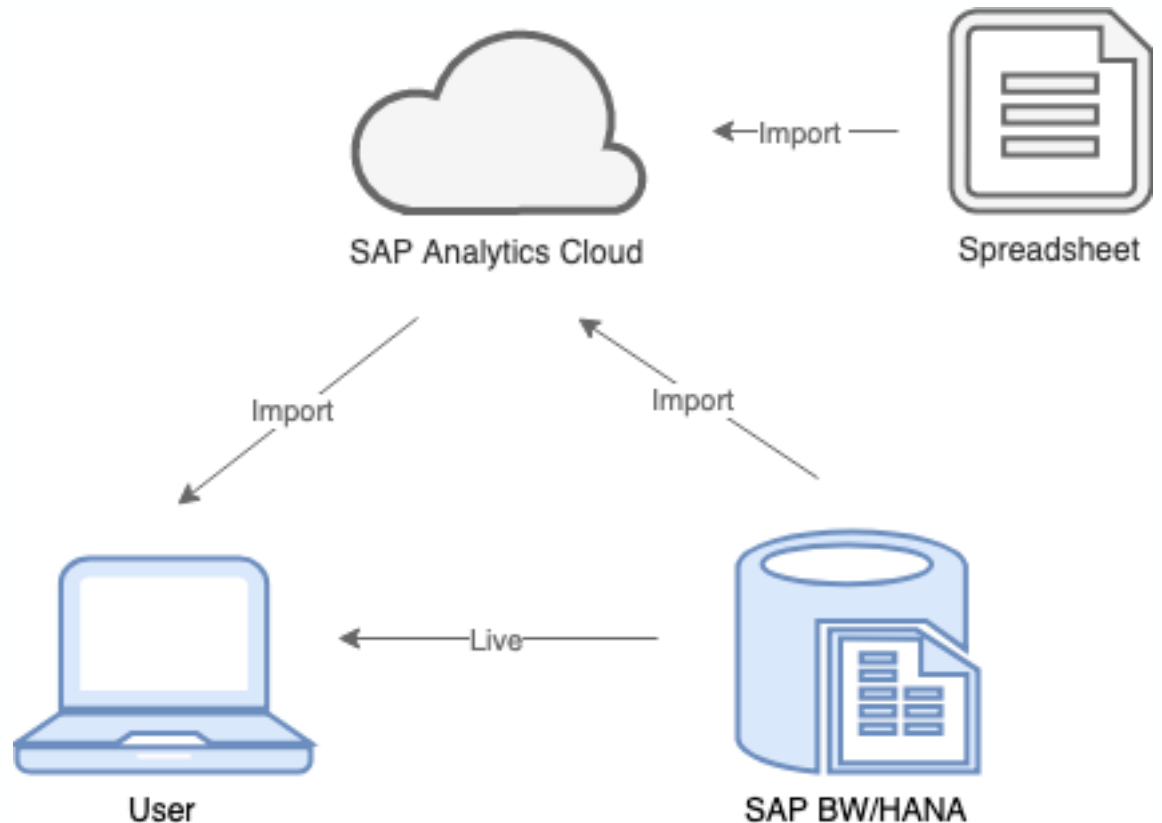 Import
SAP Analytics Cloud
Spreadsheet
Import
Import
Live
User
SAP BW/HANA